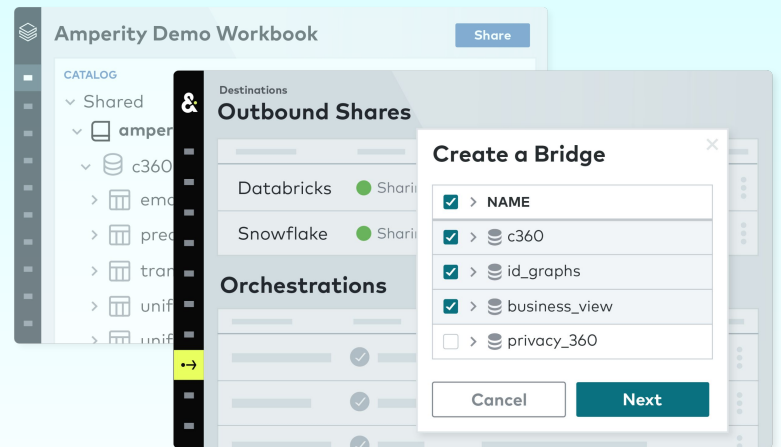 Amperity Demo Workbook
Share
CATALOG
Shared
c360
Destinations
Outbound Shares
Databricks
Snowflake
Orchestrations
Create a Bridge
NAME
c360
id_graphs
business_view
privacy_360
Cancel
Next